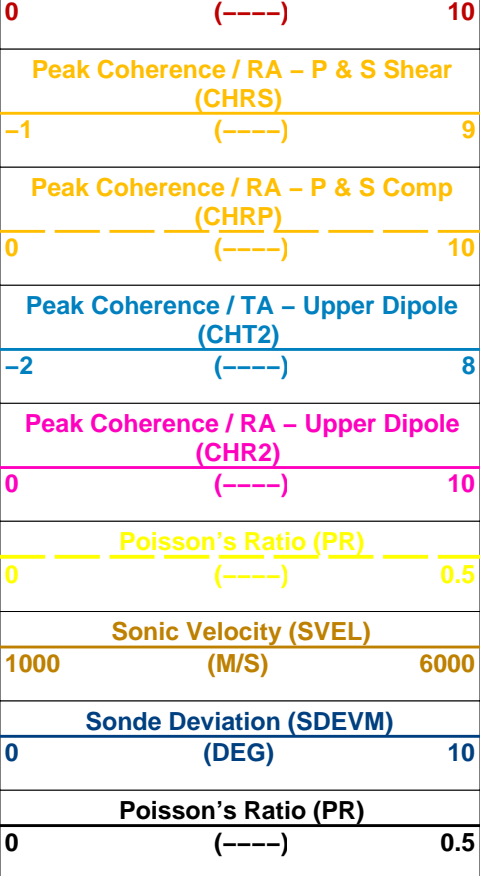 0 (----) 10
Peak Coherence / RA – P & S Shear
(CHRS)
–1 (----) 9
Peak Coherence / RA – P & S Comp
(CHRP)
0 (----) 10
Peak Coherence / TA – Upper Dipole
(CHT2)
–2 (----) 8
Peak Coherence / RA – Upper Dipole
(CHR2)
0 (----) 10
Poisson’s Ratio (PR)
0 (----) 0.5
Sonic Velocity (SVEL)
1000 (M/S) 6000
Sonde Deviation (SDEVM)
0 (DEG) 10
Poisson’s Ratio (PR)
0 (----) 0.5